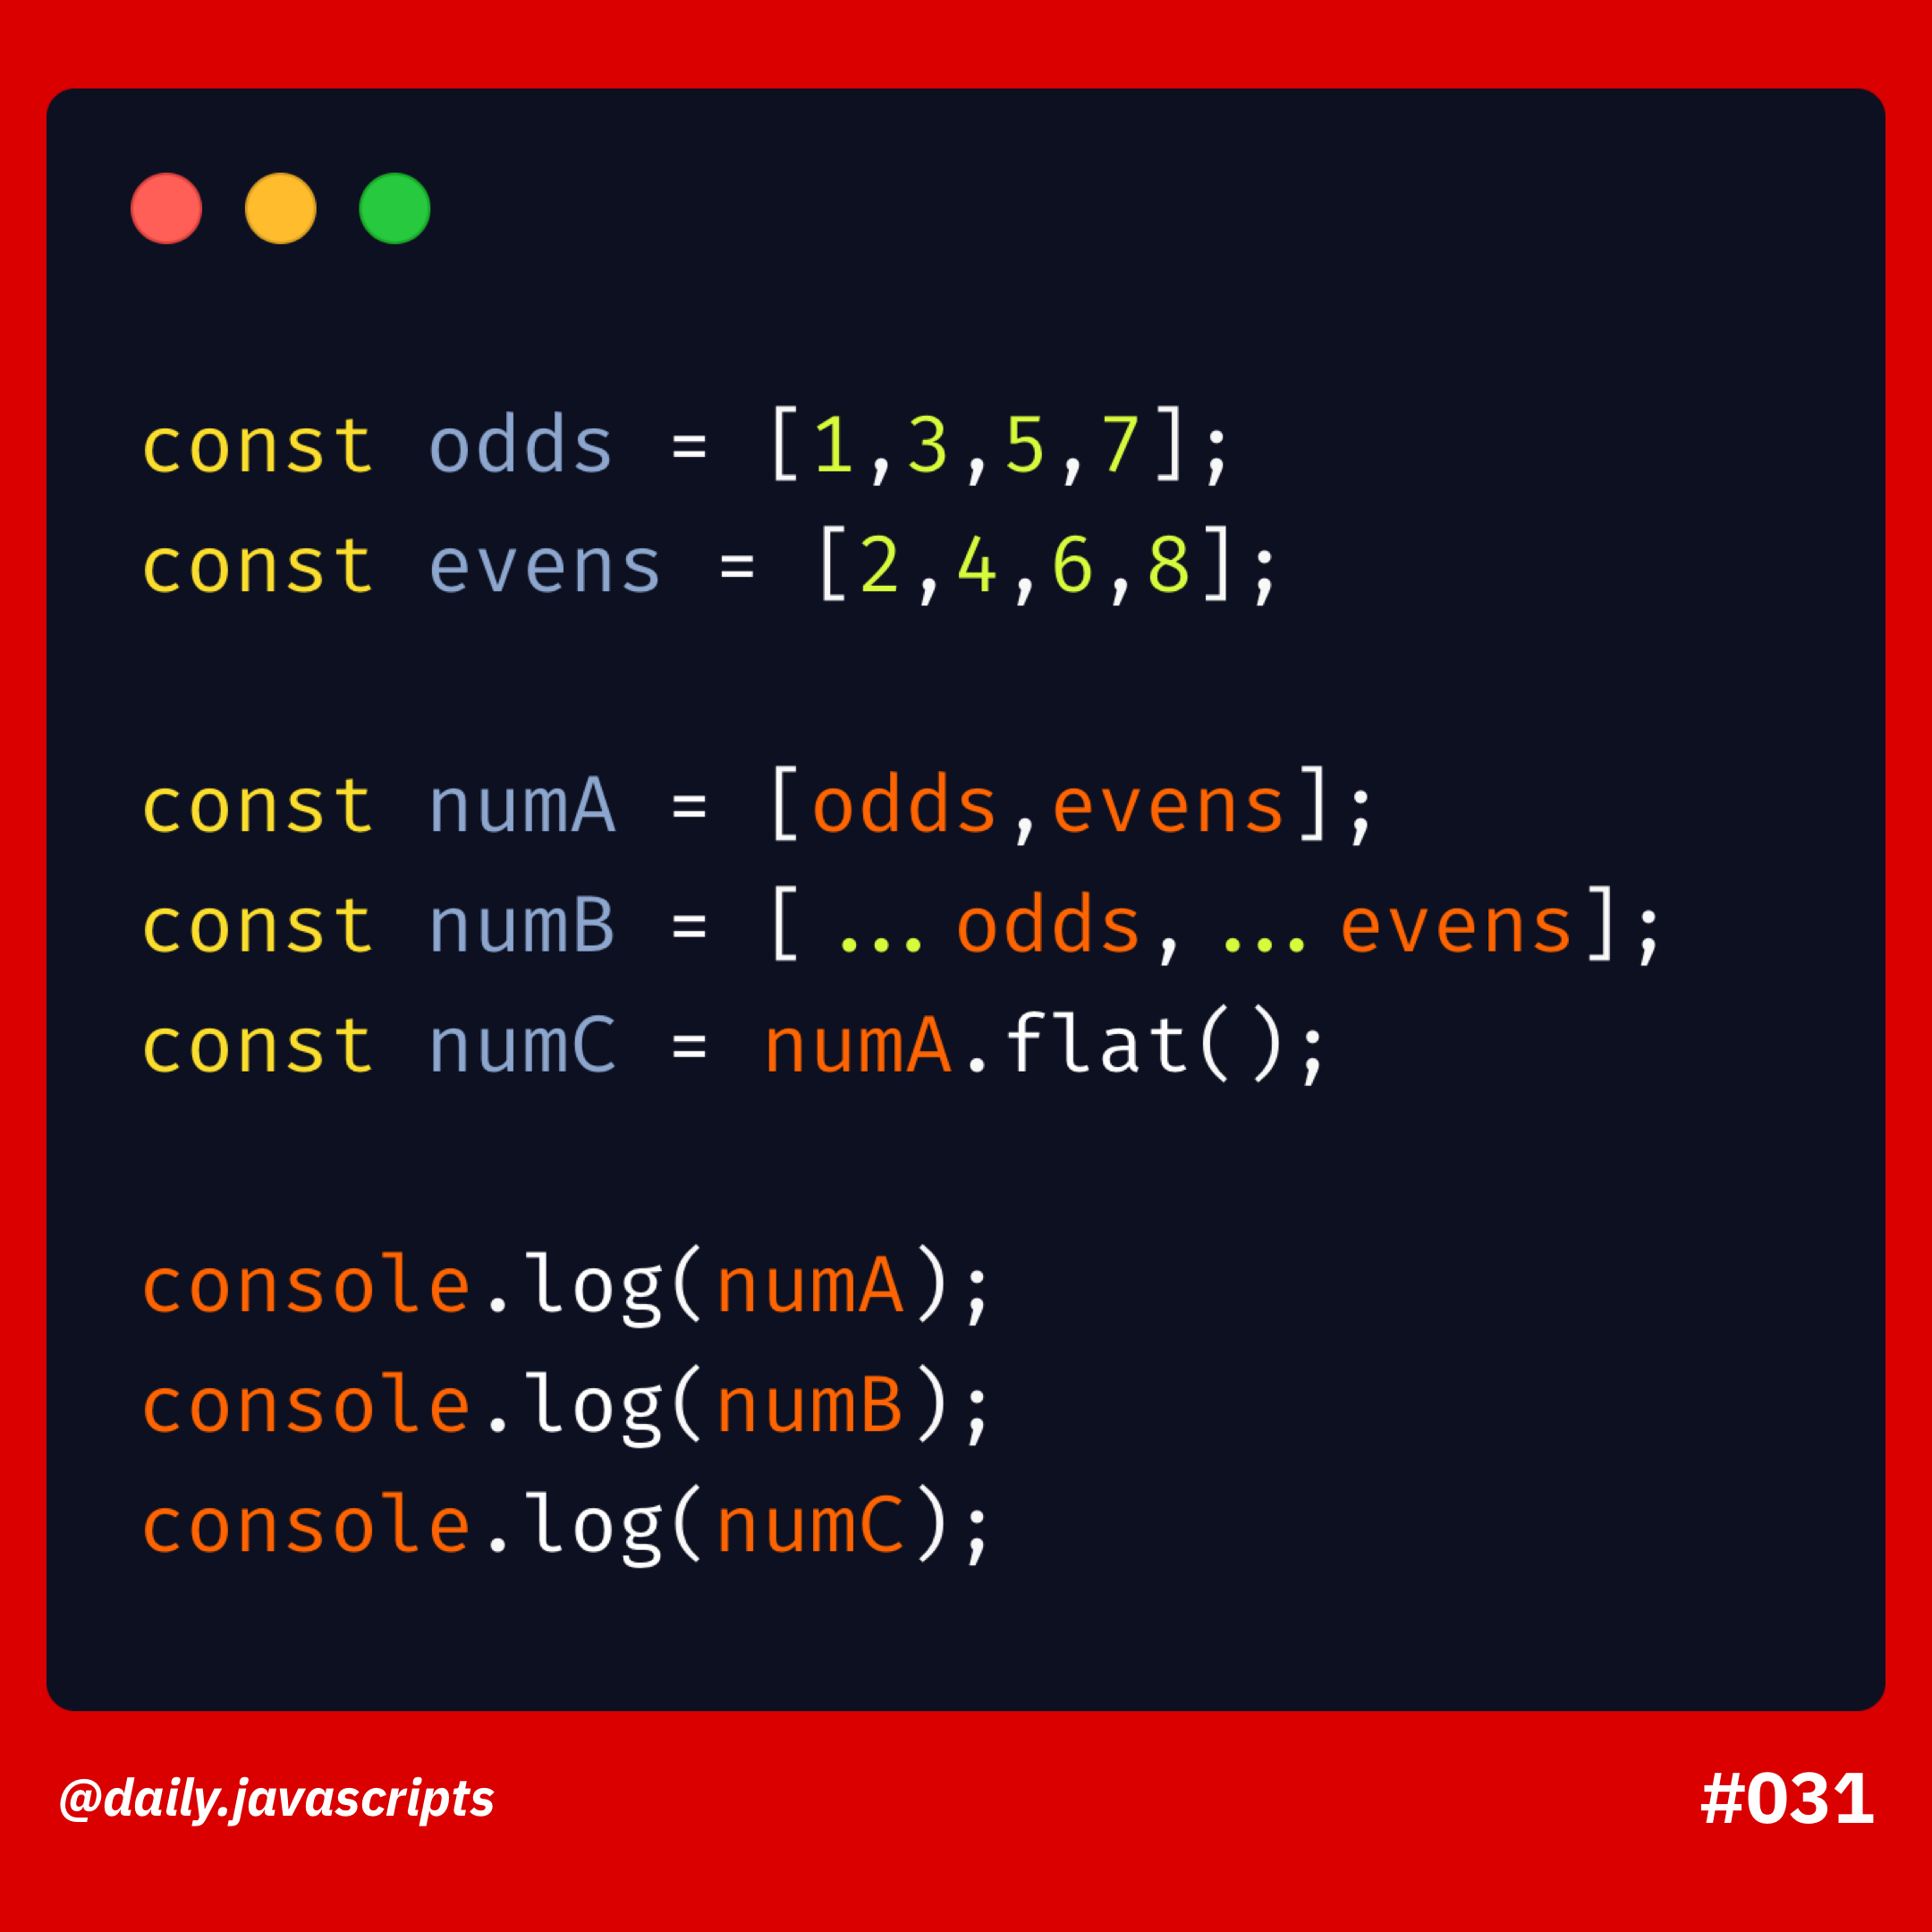 const odds = [1,3,5,7];
const evens = [2,4,6,8];
const numA = [odds,evens];
const numB = [...odds,...evens];
const numC = numA.flat();
console.log(numA);
console.log(numB);
console.log(numC);
@daily.javascripts
#031